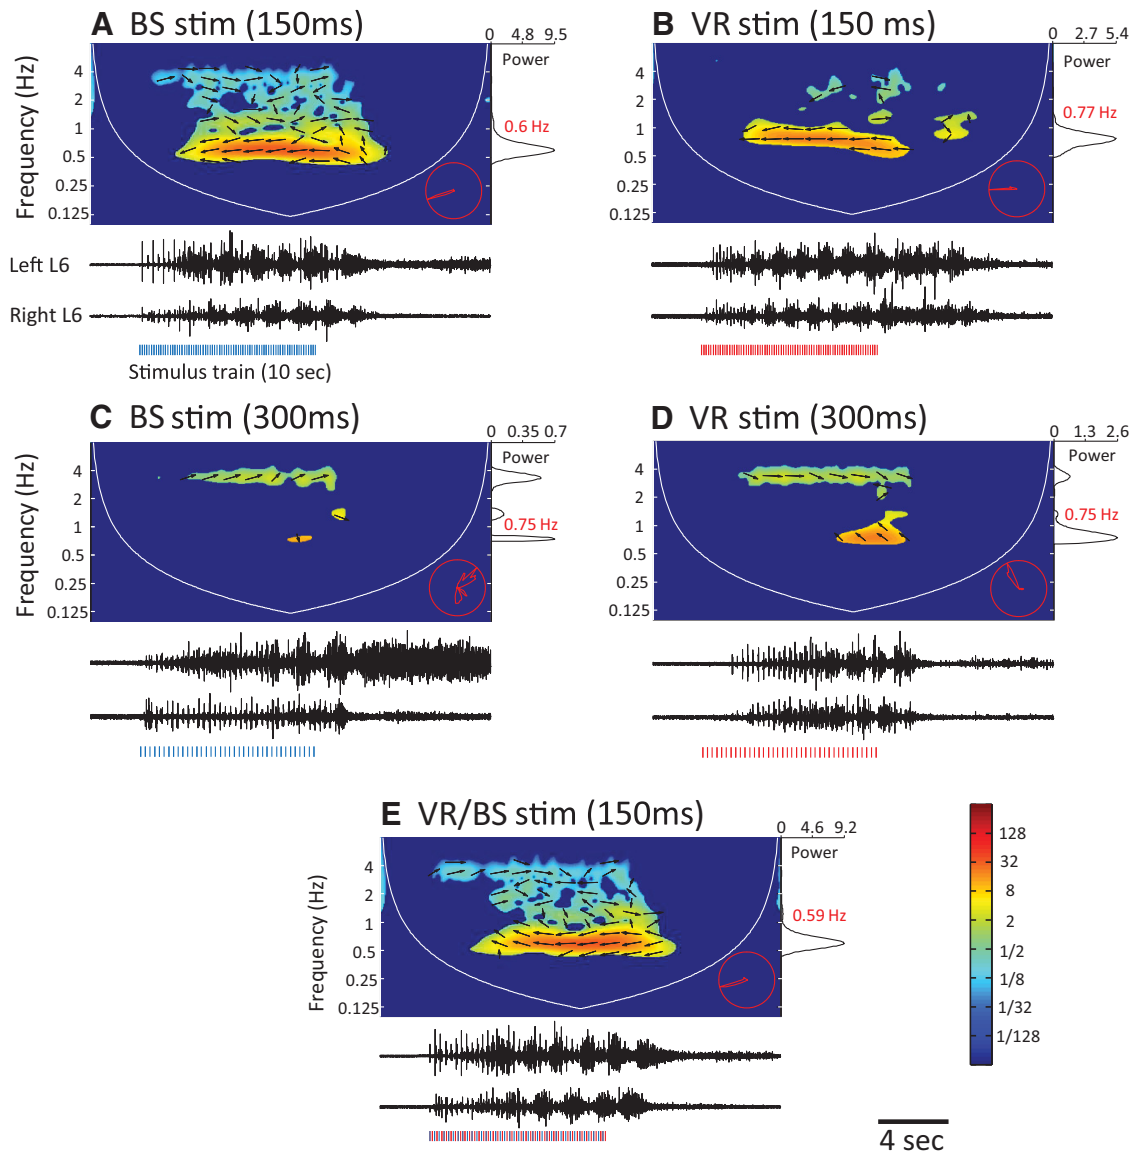 A BS stim (150ms)
0 4.8 9.5
Power
Frequency (Hz)
4
2
1
0.5
0.25
0.125
0.6 Hz
Left L6
Right L6
Stimulus train (10 sec)
B VR stim (150 ms)
0 2.7 5.4
Power
4
2
1
0.5
0.25
0.125
0.77 Hz
C BS stim (300ms)
0 0.35 0.7
Power
Frequency (Hz)
4
2
1
0.5
0.25
0.125
0.75 Hz
D VR stim (300ms)
0 1.3 2.6
Power
4
2
1
0.5
0.25
0.125
0.75 Hz
E VR/BS stim (150ms)
0 4.6 9.2
Power
Frequency (Hz)
4
2
1
0.5
0.25
0.125
0.59 Hz
128
32
8
2
1/2
1/8
1/32
1/128
4 sec